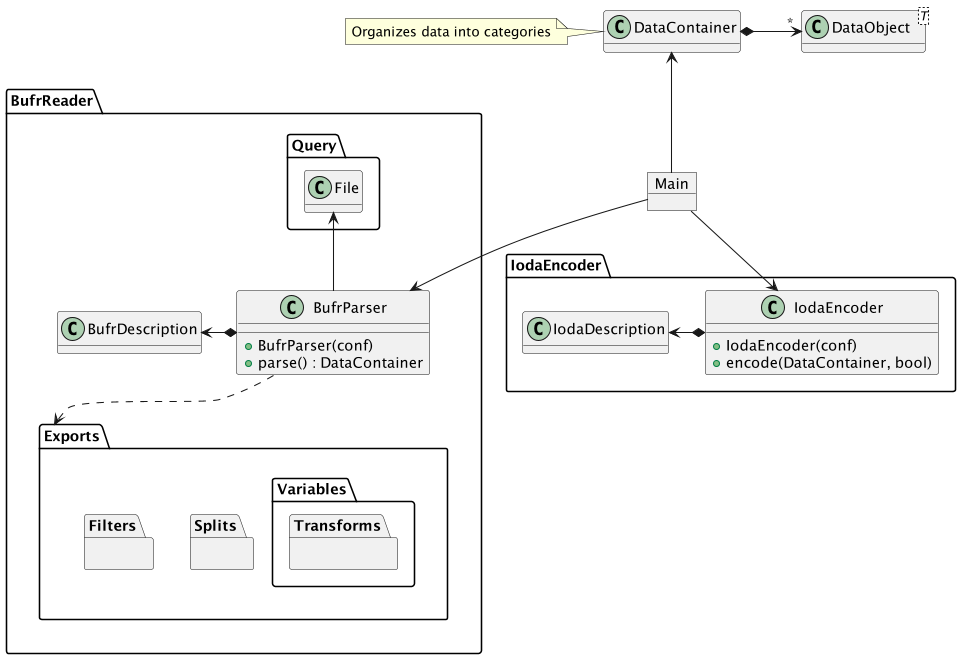 Organizes data into categories
C DataContainer
*
C DataObject
T
BufrReader
Query
C File
Main
IodaEncoder
C BufrParser
BufrParser(conf)
parse() : DataContainer
C BufrDescription
C IodaDescription
C IodaEncoder
IodaEncoder(conf)
encode(DataContainer, bool)
Exports
Filters
Splits
Variables
Transforms